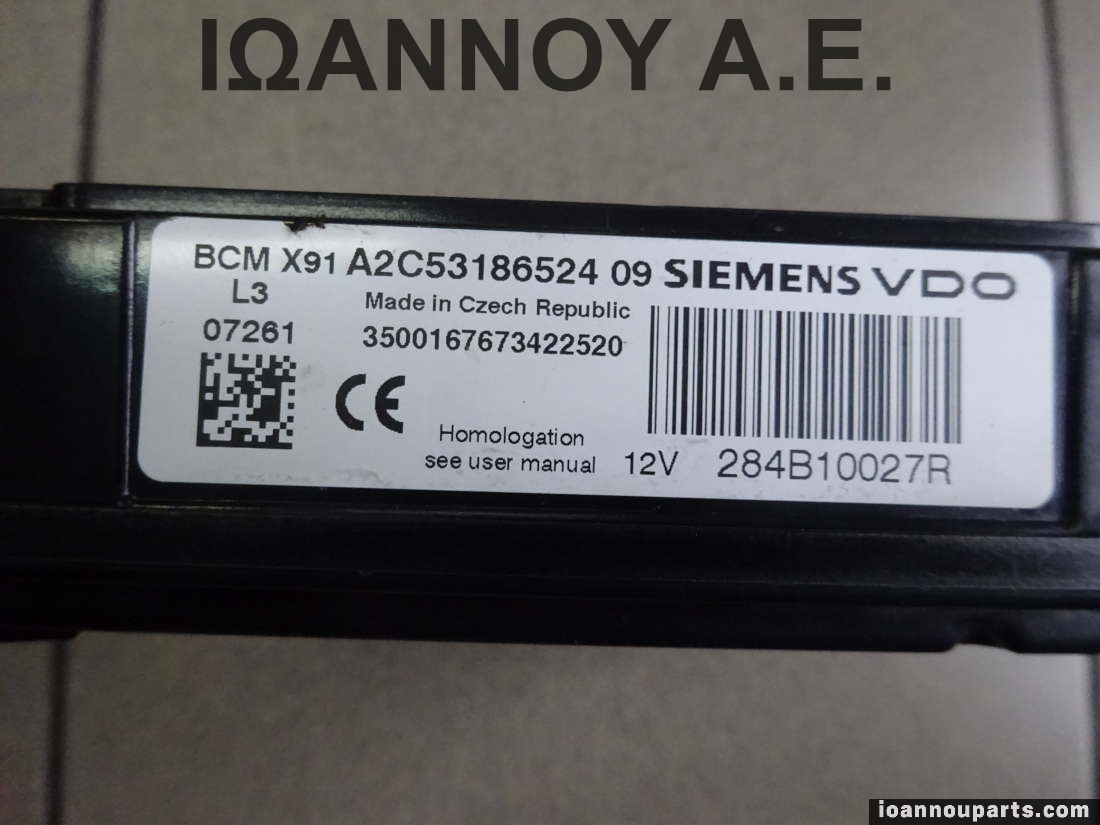 ΙΩΑΝΝΟΥ Α.Ε.
BCM X91 A2C53186524 09 SIEMENS VDO
L3 Made in Czech Republic
07261 3500167673422520
CE
Homologation
see user manual 12V 284B10027R
ioannouparts.com